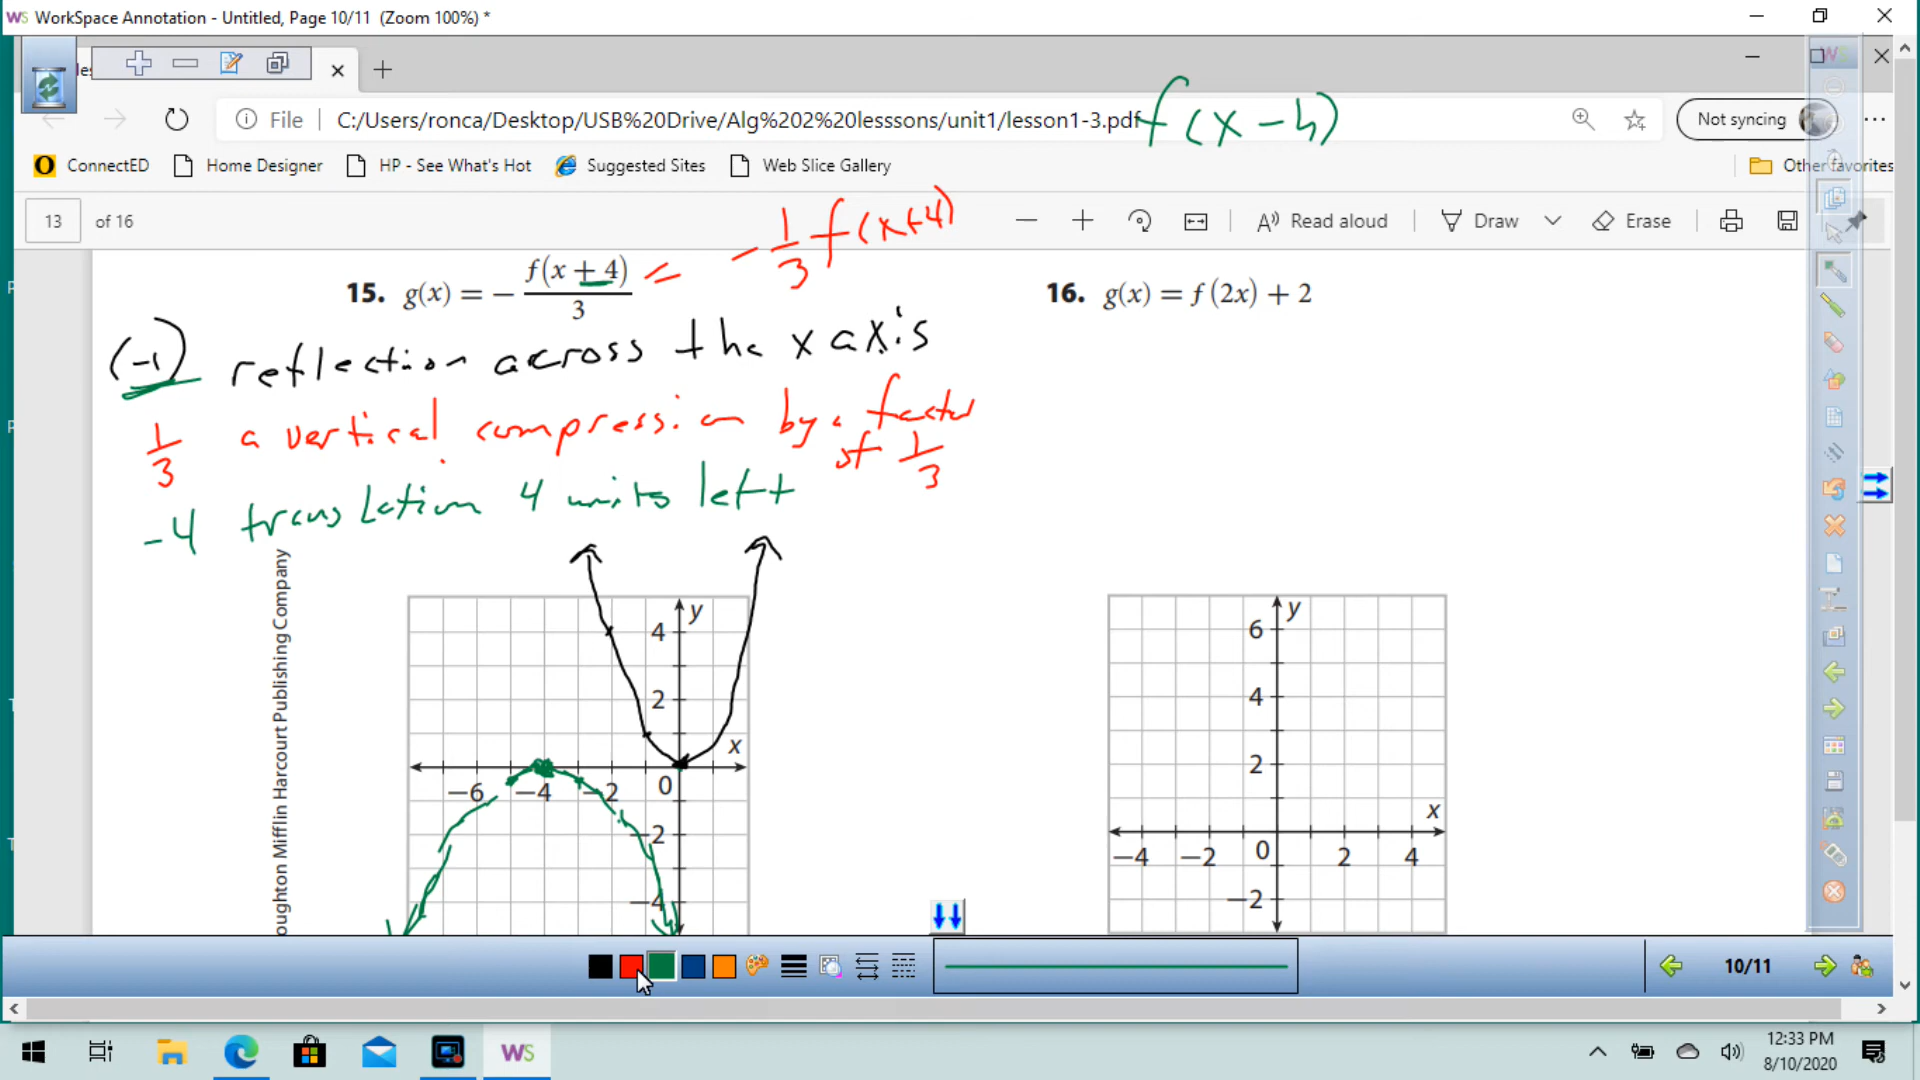 WS WorkSpace Annotation - Untitled, Page 10/11 (Zoom 100%) *
File C:/Users/ronca/Desktop/USB%20Drive/Alg%202%20lesssons/unit1/lesson1-3.pdf f(x-h) Not syncing
ConnectED HP Home Designer HP - See What's Hot Suggested Sites Web Slice Gallery Other favorites
13 of 16 Read aloud Draw Erase
15. g(x) = - f(x + 4)/3 = - 1/3 f(x+4)
16. g(x) = f(2x) + 2
(-1) reflection across the x axis
1/3 a vertical compression by a factor
of 1/3
-4 translation 4 units left
oughton Mifflin Harcourt Publishing Company
y
4
2
x
-6 -4 -2 0
-2
-4
y
6
4
2
x
-4 -2 0 2 4
-2
10/11
WS
12:33 PM
8/10/2020